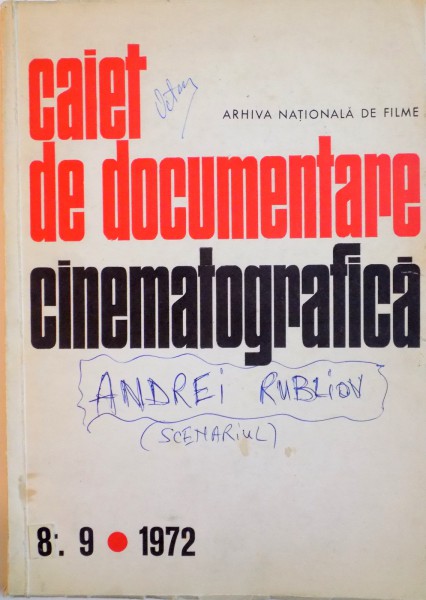 caiet
ARHIVA NAȚIONALĂ DE FILME
de documentare
cinematografică
ANDREI RUBLIOV
(SCENARIUL)
8. 9 • 1972